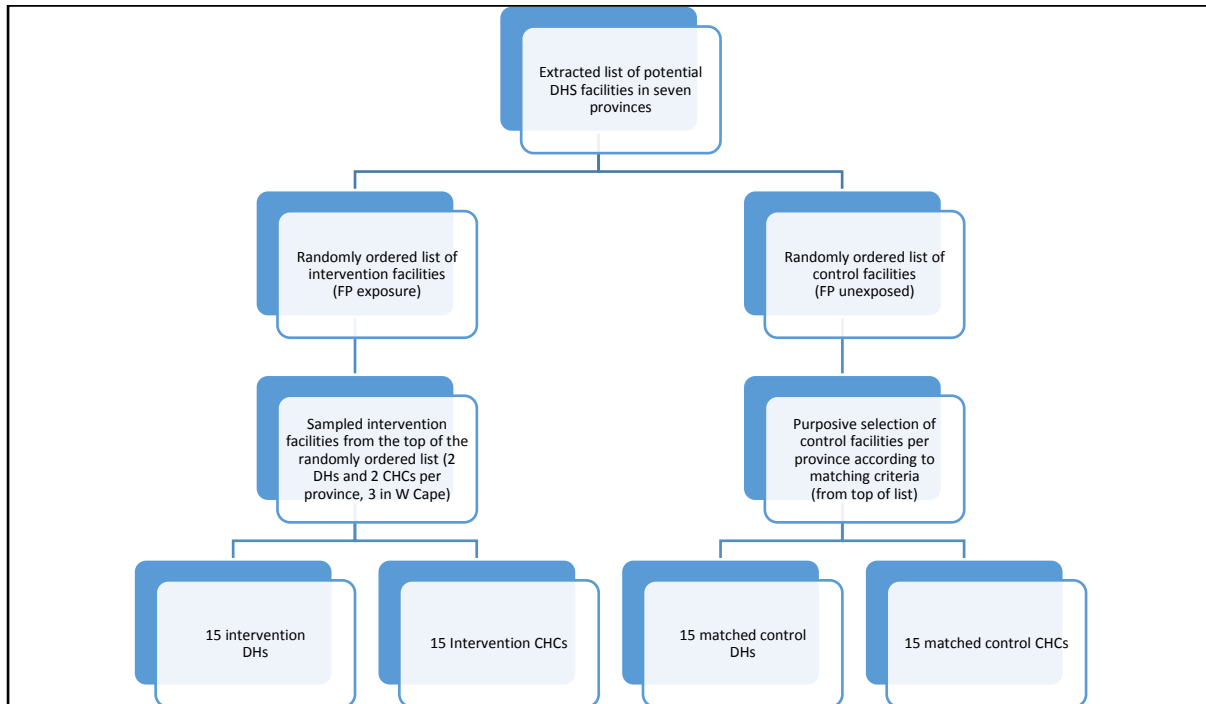 Extracted list of potential
DHS facilities in seven
provinces
Randomly ordered list of
intervention facilities
(FP exposure)
Randomly ordered list of
control facilities
(FP unexposed)
Sampled intervention
facilities from the top of the
randomly ordered list (2
DHs and 2 CHCs per
province, 3 in W Cape)
Purposive selection of
control facilities per
province according to
matching criteria
(from top of list)
15 intervention
DHs
15 Intervention CHCs
15 matched control
DHs
15 matched control CHCs